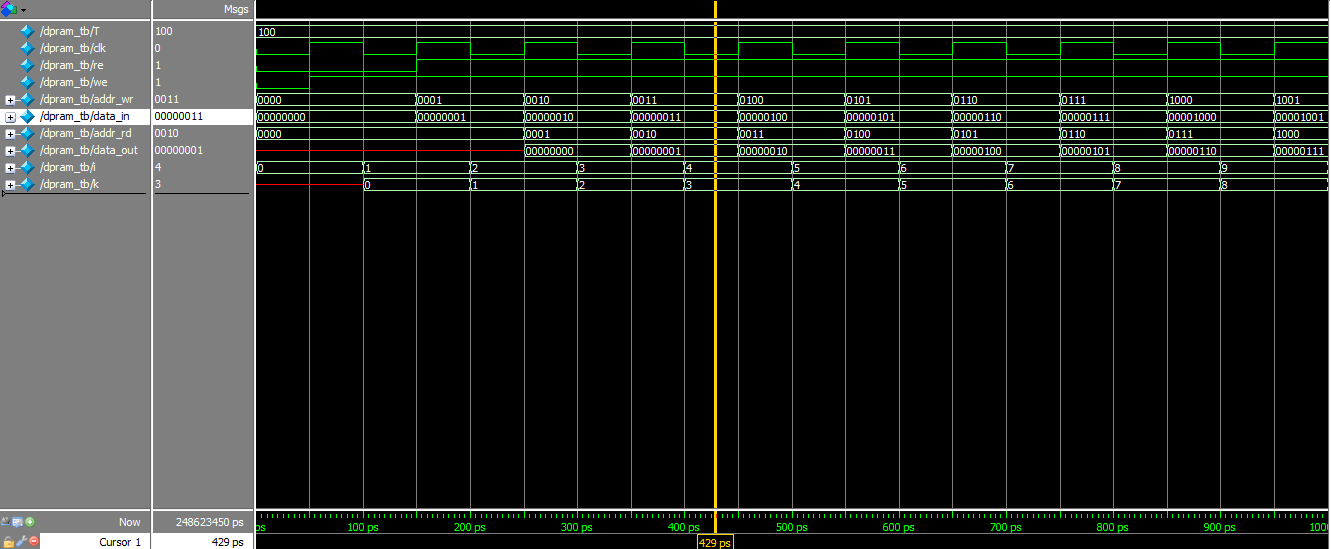 Msgs
/dpram_tb/T 100 100
/dpram_tb/clk 0
/dpram_tb/re 1
/dpram_tb/we 1
/dpram_tb/addr_wr 0011 0000 0001 0010 0011 0100 0101 0110 0111 1000 1001
/dpram_tb/data_in 00000011 00000000 00000001 00000010 00000011 00000100 00000101 00000110 00000111 00001000 00001001
/dpram_tb/addr_rd 0010 0000 0001 0010 0011 0100 0101 0110 0111 1000
/dpram_tb/data_out 00000001 00000000 00000001 00000010 00000011 00000100 00000101 00000110 00000111
/dpram_tb/i 4 0 1 2 3 4 5 6 7 8 9
/dpram_tb/k 3 0 1 2 3 4 5 6 7 8
Now 248623450 ps ps 100 ps 200 ps 300 ps 400 ps 500 ps 600 ps 700 ps 800 ps 900 ps 1000
Cursor 1 429 ps 429 ps